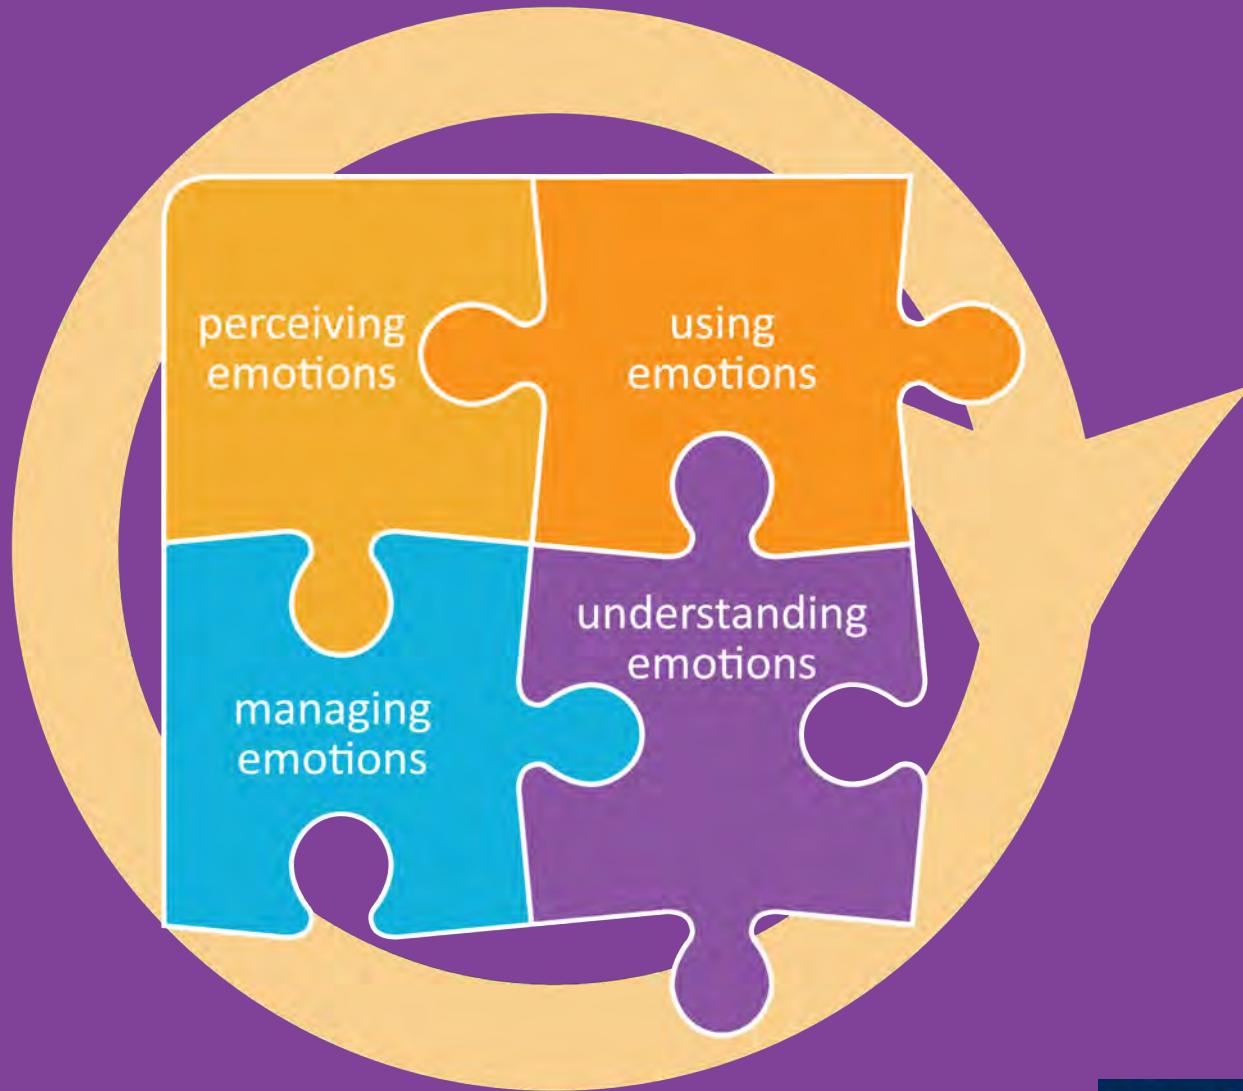 perceiving
emotions
using
emotions
understanding
emotions
managing
emotions